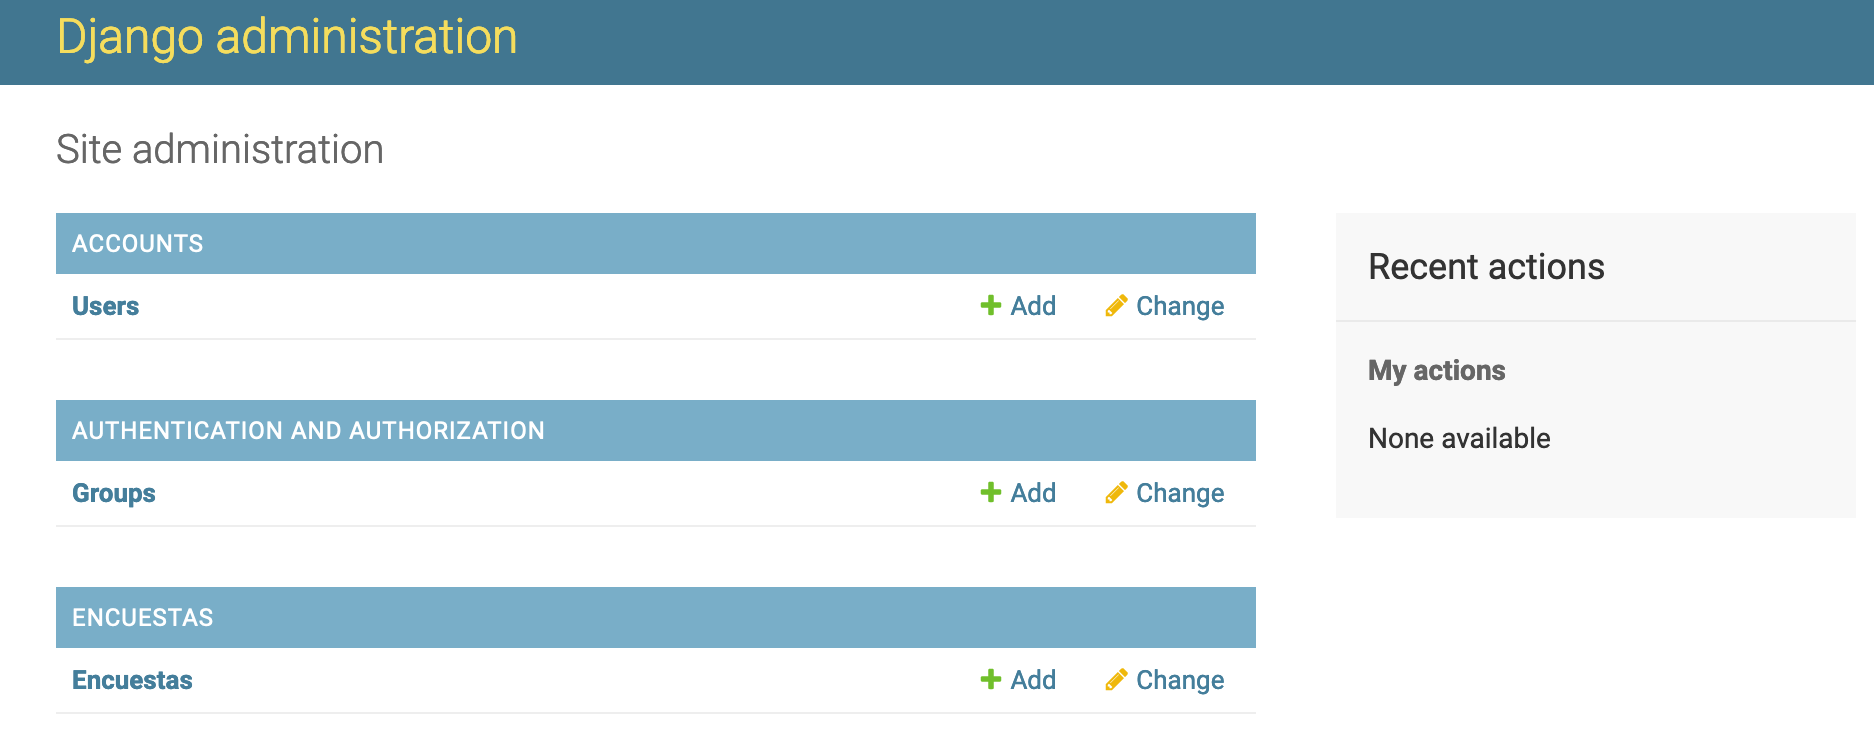 Django administration
Site administration
ACCOUNTS
Users Add Change
AUTHENTICATION AND AUTHORIZATION
Groups Add Change
ENCUESTAS
Encuestas Add Change
Recent actions
My actions
None available